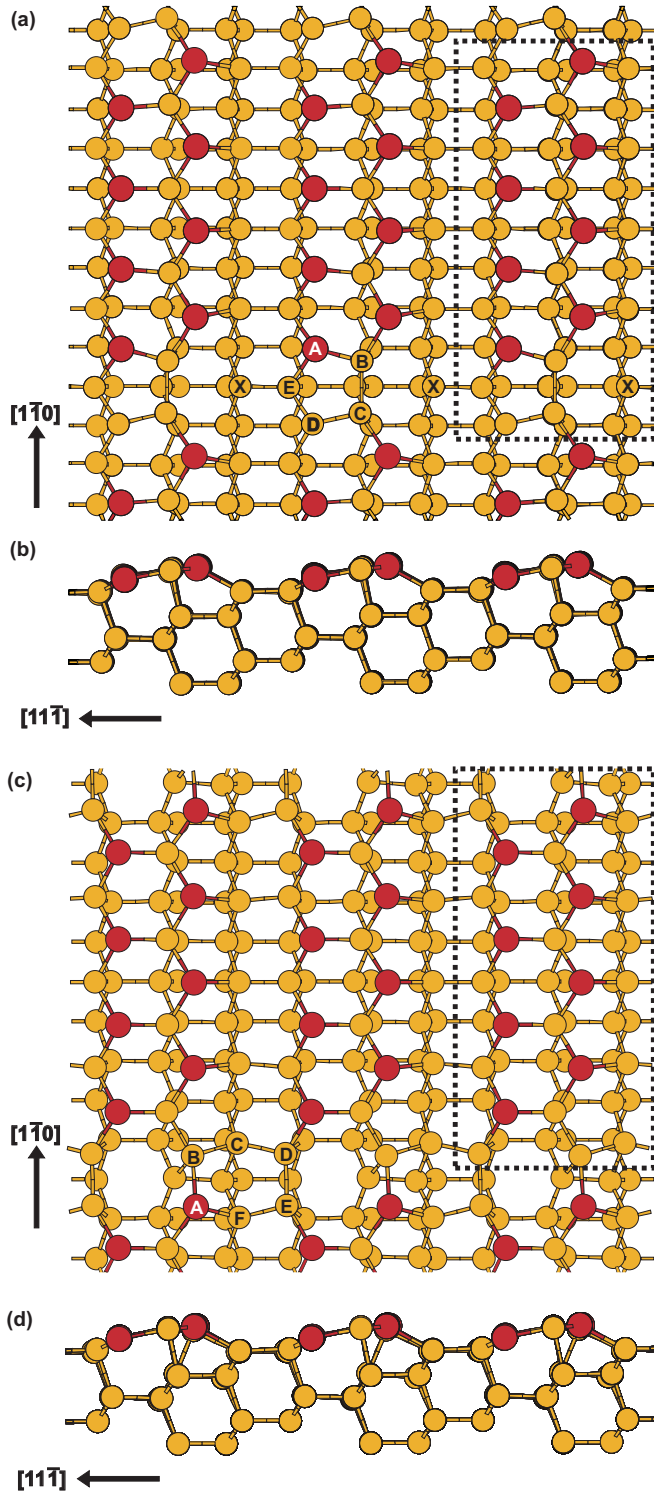 (a)
A
B
X E X X
D C
[11̅0]
(b)
[111̅]
(c)
[11̅0]
B C D
A F E
(d)
[111̅]